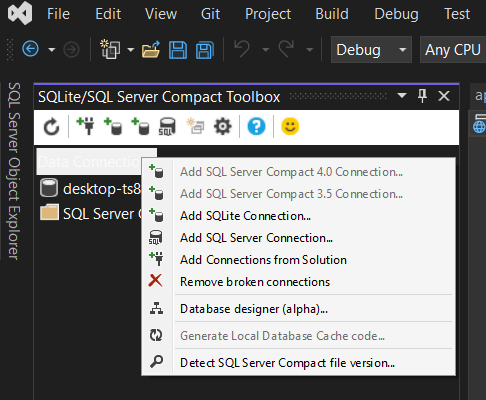 File Edit View Git Project Build Debug Test
Debug Any CPU
SQL Server Object Explorer
SQLite/SQL Server Compact Toolbox
Data Connections
desktop-ts8
SQL Server
Add SQL Server Compact 4.0 Connection...
Add SQL Server Compact 3.5 Connection...
Add SQLite Connection...
Add SQL Server Connection...
Add Connections from Solution
Remove broken connections
Database designer (alpha)...
Generate Local Database Cache code...
Detect SQL Server Compact file version...